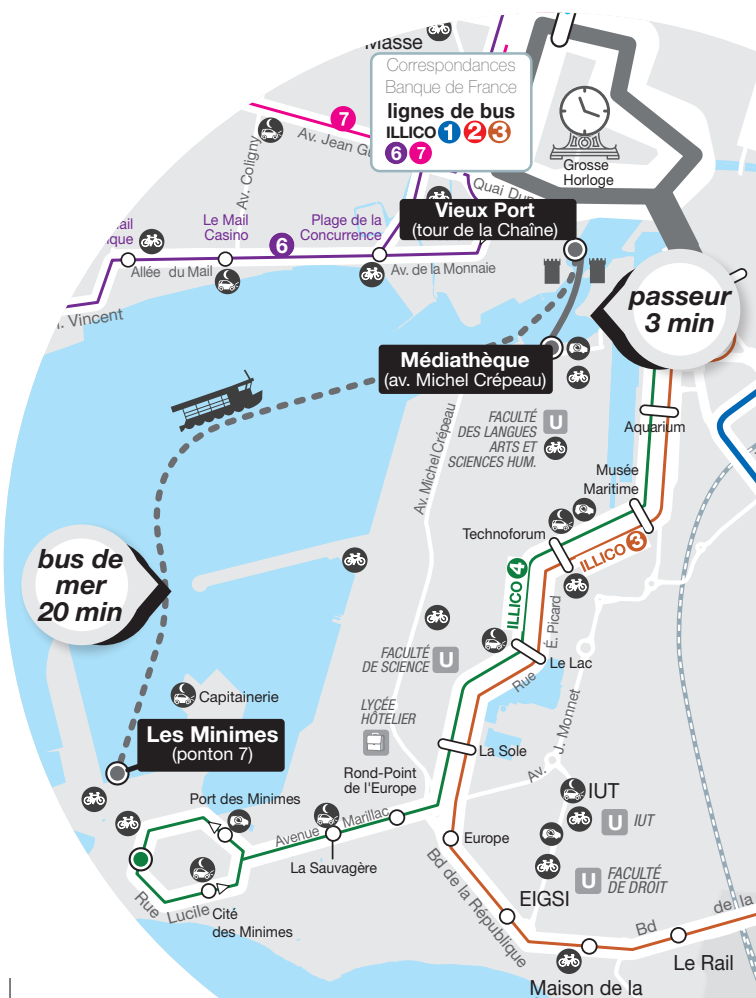 Masse
Correspondances
Banque de France
lignes de bus
ILLICO 1 2 3
6 7
7
Av. Jean Gu
Av. Coligny
Grosse
Horloge
Quai Du
Vieux Port
(tour de la Chaîne)
Mail
que
Le Mail
Casino
Plage de la
Concurrence
6
Allée du Mail
Av. de la Monnaie
Vincent
passeur
3 min
Médiathèque
(av. Michel Crépeau)
Av. Michel Crépeau
FACULTÉ
DES LANGUES
ARTS ET
SCIENCES HUM.
U
Aquarium
Musée
Maritime
Technoforum
ILLICO 3
ILLICO 4
bus de
mer
20 min
Rue É. Picard
Le Lac
FACULTÉ
DE SCIENCE
U
Capitainerie
LYCÉE
HÔTELIER
Les Minimes
(ponton 7)
La Sole
Av. J. Monnet
Rond-Point
de l'Europe
Port des Minimes
IUT
U
IUT
Avenue Marillac
La Sauvagère
Europe
Bd de la République
U
FACULTÉ
DE DROIT
EIGSI
Rue Lucile
Cité
des Minimes
Bd de la
Le Rail
Maison de la